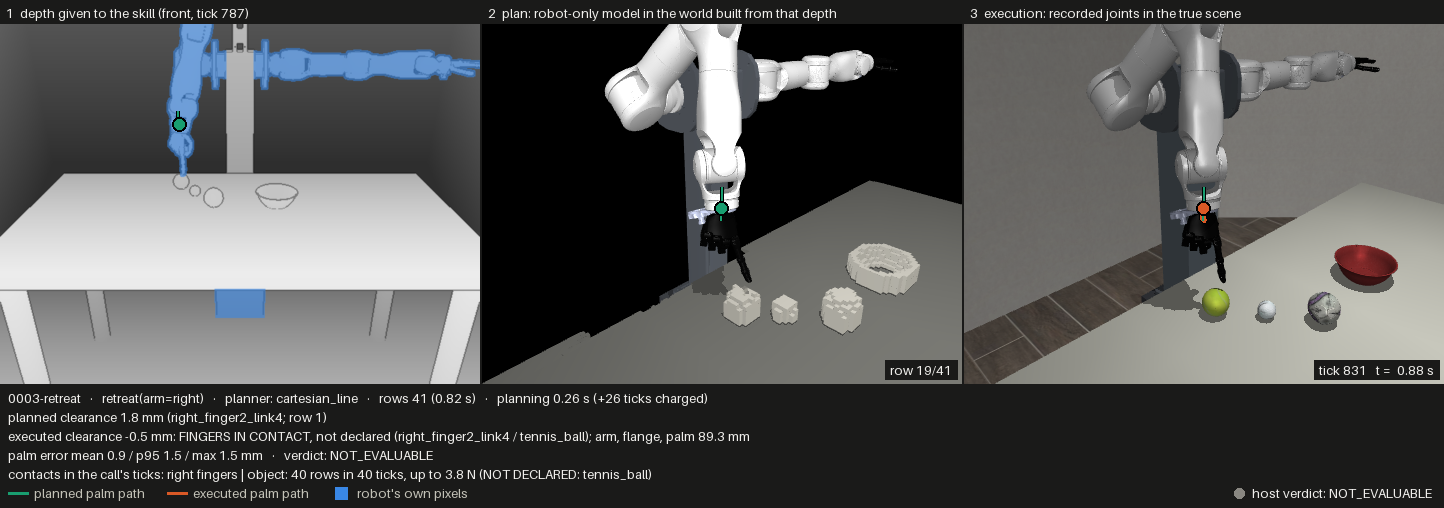 1 depth given to the skill (front, tick 787)
2 plan: robot-only model in the world built from that depth
3 execution: recorded joints in the true scene
row 19/41
tick 831 t = 0.88 s
0003-retreat · retreat(arm=right) · planner: cartesian_line · rows 41 (0.82 s) · planning 0.26 s (+26 ticks charged)
planned clearance 1.8 mm (right_finger2_link4; row 1)
executed clearance -0.5 mm: FINGERS IN CONTACT, not declared (right_finger2_link4 / tennis_ball); arm, flange, palm 89.3 mm
palm error mean 0.9 / p95 1.5 / max 1.5 mm · verdict: NOT_EVALUABLE
contacts in the call's ticks: right fingers | object: 40 rows in 40 ticks, up to 3.8 N (NOT DECLARED: tennis_ball)
planned palm path executed palm path robot's own pixels host verdict: NOT_EVALUABLE